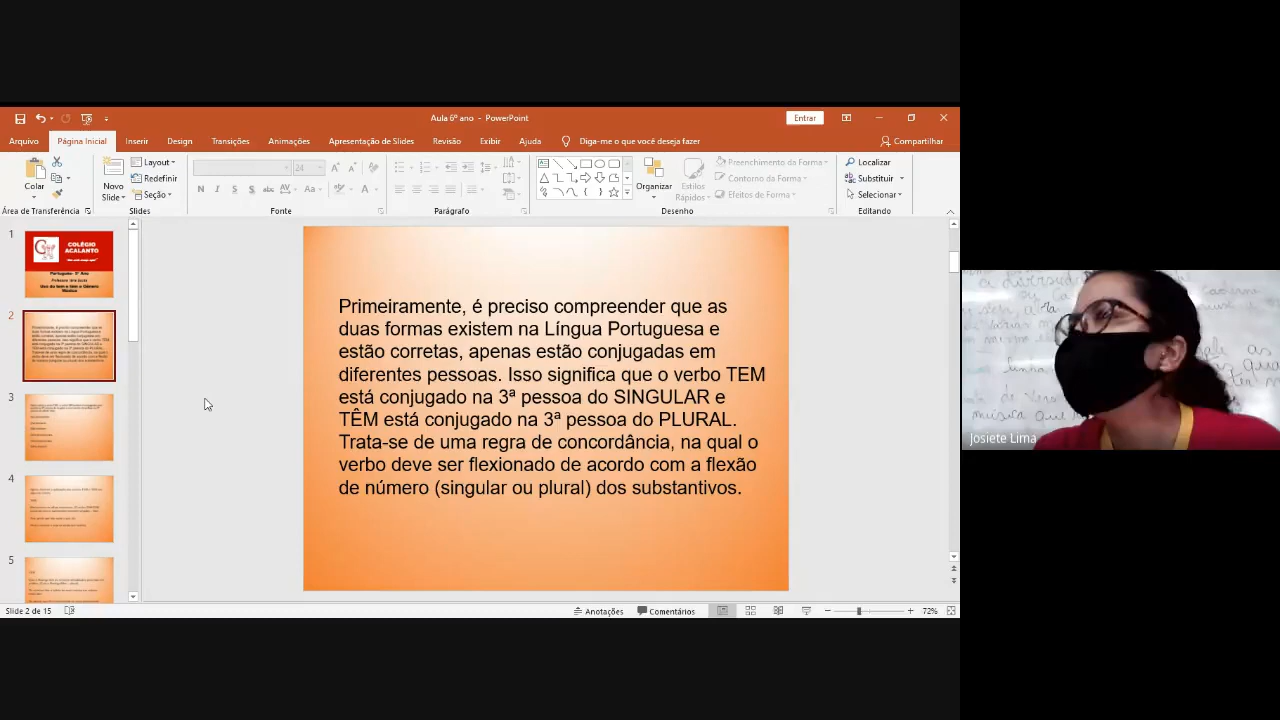 Aula 6º ano - PowerPoint
Entrar
Arquivo
Página Inicial
Inserir
Design
Transições
Animações
Apresentação de Slides
Revisão
Exibir
Ajuda
Diga-me o que você deseja fazer
Compartilhar
Colar
Novo Slide
Layout
Redefinir
Seção
24
Organizar
Estilos Rápidos
Preenchimento da Forma
Contorno da Forma
Efeitos de Forma
Localizar
Substituir
Selecionar
Área de Transferência
Slides
Fonte
Parágrafo
Desenho
Editando
1
COLÉGIO
ACALANTO
2
3
4
5
Primeiramente, é preciso compreender que as
duas formas existem na Língua Portuguesa e
estão corretas, apenas estão conjugadas em
diferentes pessoas. Isso significa que o verbo TEM
está conjugado na 3ª pessoa do SINGULAR e
TÊM está conjugado na 3ª pessoa do PLURAL.
Trata-se de uma regra de concordância, na qual o
verbo deve ser flexionado de acordo com a flexão
de número (singular ou plural) dos substantivos.
Josiete Lima
Slide 2 de 15
Anotações
Comentários
72%